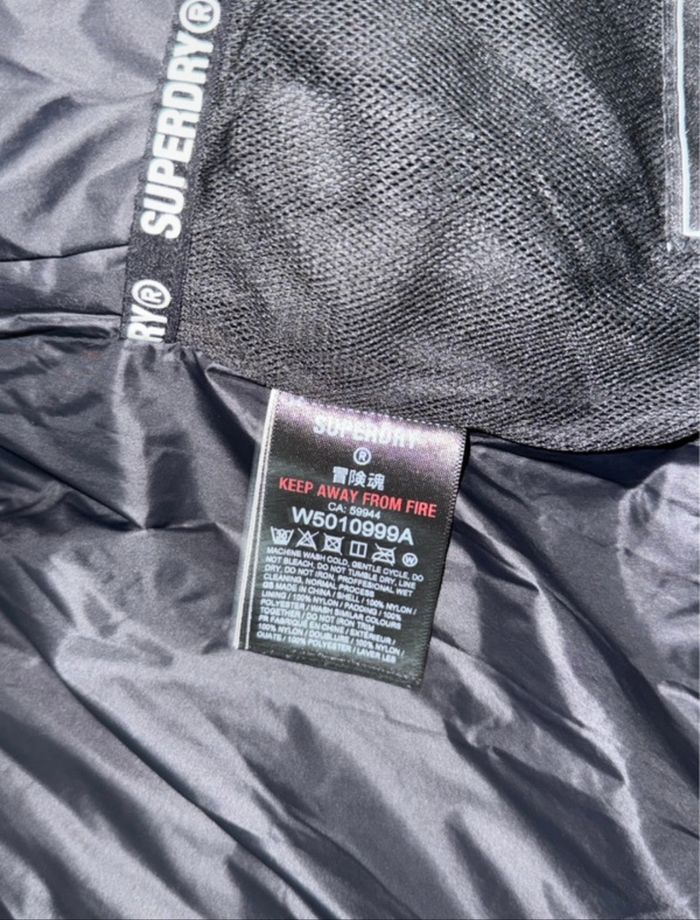 SUPERDRY®
RY®
SUPERDRY
®
冒険魂
KEEP AWAY FROM FIRE
CA: 59944
W5010999A
W
MACHINE WASH COLD, GENTLE CYCLE, DO
NOT BLEACH, DO NOT TUMBLE DRY, LINE
DRY, DO NOT IRON, PROFFESIONAL WET
CLEANING, NORMAL PROCESS
GB MADE IN CHINA / SHELL / 100% NYLON /
LINING / 100% NYLON / PADDING / 100%
POLYESTER / WASH SIMILAR COLOURS
TOGETHER / DO NOT IRON TRIM
FR FABRIQUÉ EN CHINE / EXTÉRIEUR /
100% NYLON / DOUBLURE / 100% NYLON /
OUATE / 100% POLYESTER / LAVER LES